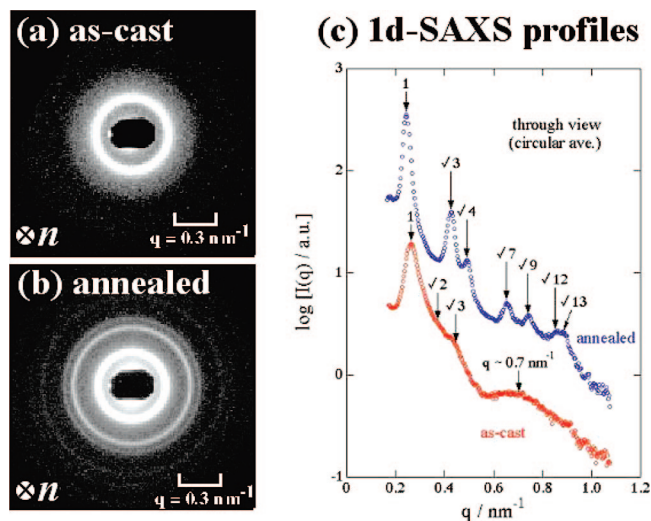 (a) as-cast
⊗n
q = 0.3 nm⁻¹
(b) annealed
⊗n
q = 0.3 nm⁻¹
(c) 1d-SAXS profiles
through view
(circular ave.)
1
√3
√4
√7
√9
√12
√13
annealed
1
√2
√3
q ~ 0.7 nm⁻¹
as-cast
log [I(q) / a.u.]
3
2
1
0
-1
0
0.2
0.4
0.6
0.8
1.0
1.2
q / nm⁻¹